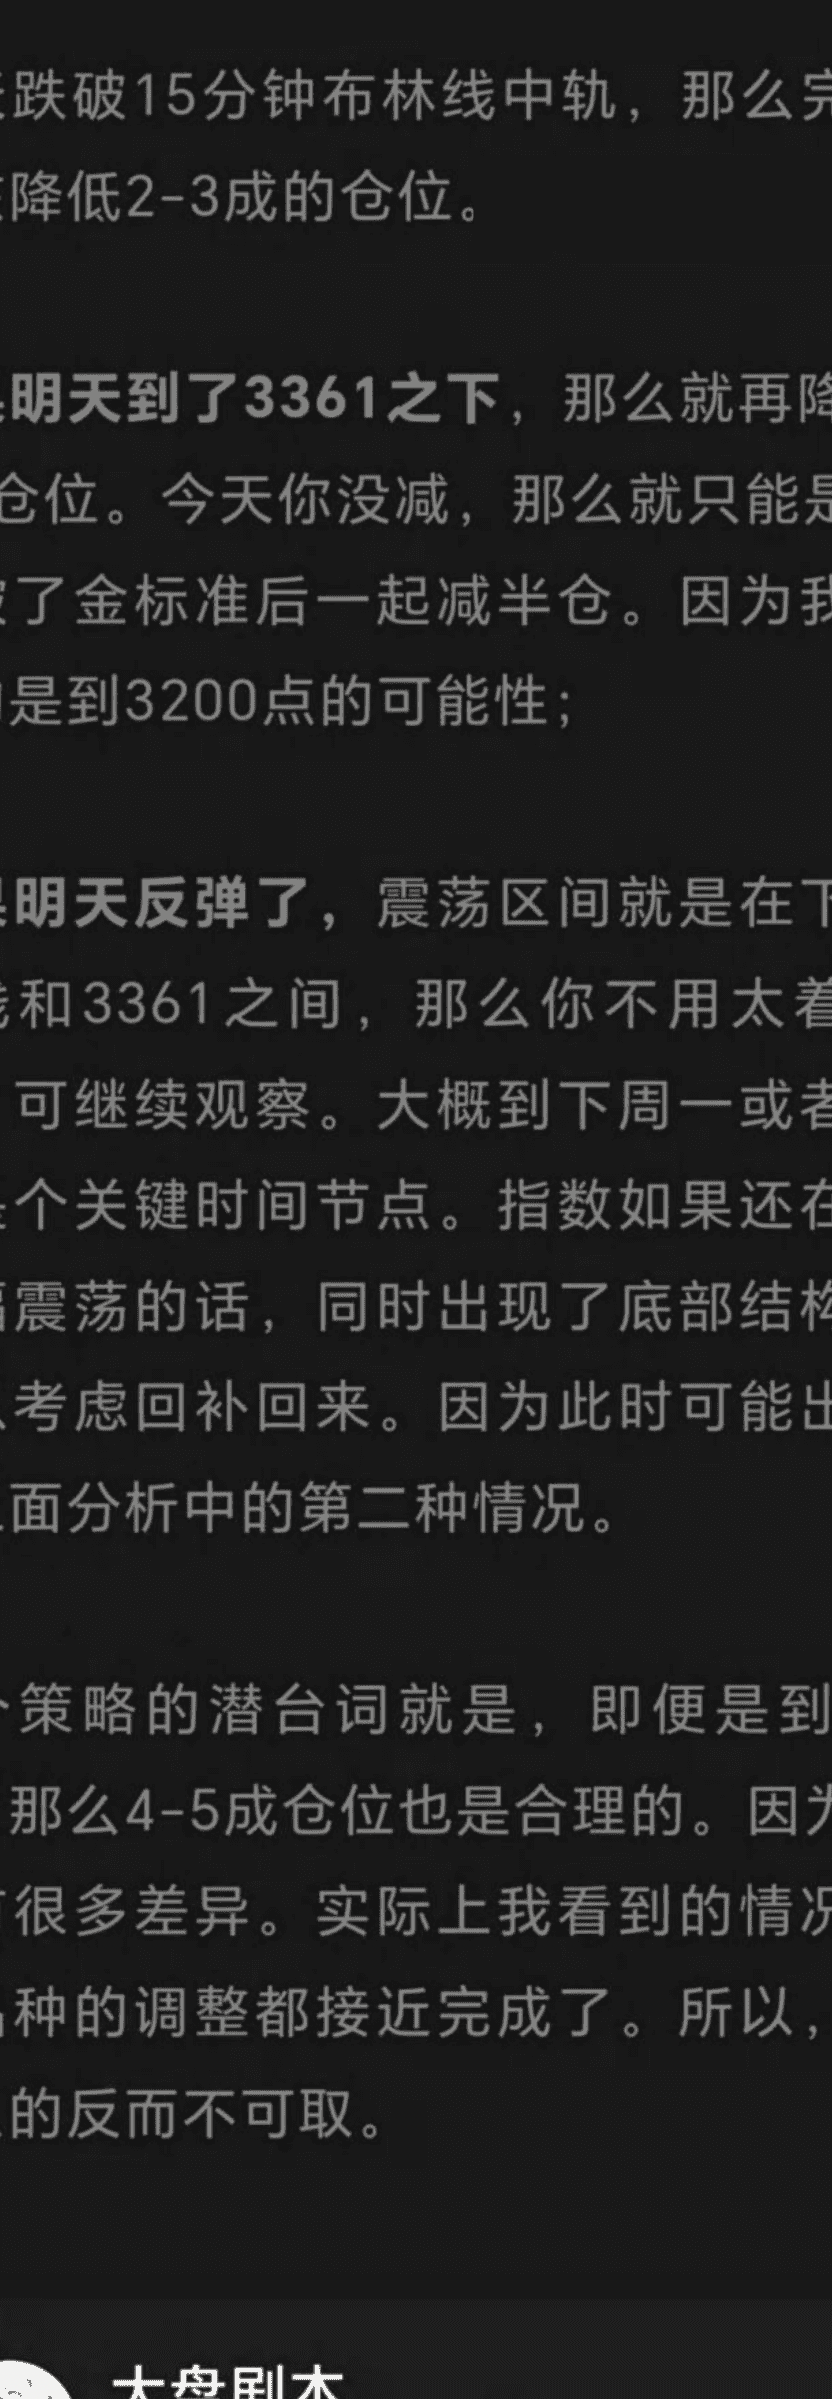 跌破15分钟布林线中轨，那么完
降低2-3成的仓位。
明天到了3361之下，那么就再降
仓位。今天你没减，那么就只能是
了金标准后一起减半仓。因为我
是到3200点的可能性；
果明天反弹了，震荡区间就是在下
和3361之间，那么你不用太着
可继续观察。大概到下周一或者
个关键时间节点。指数如果还在
震荡的话，同时出现了底部结构
考虑回补回来。因为此时可能出
面分析中的第二种情况。
策略的潜台词就是，即便是到
那么4-5成仓位也是合理的。因为
很多差异。实际上我看到的情况
种的调整都接近完成了。所以，
的反而不可取。
大盘剧本